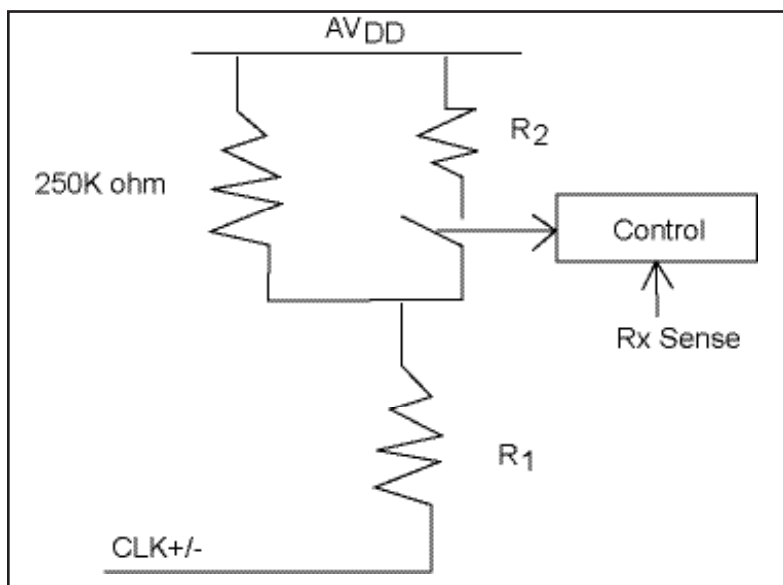 AVDD
R2
250K ohm
Control
Rx Sense
R1
CLK+/-